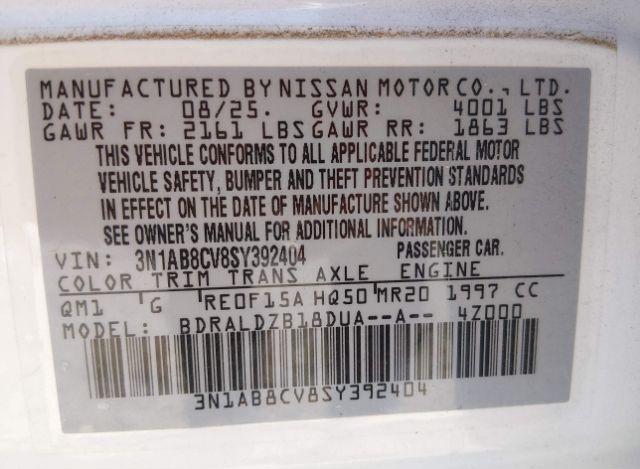 MANUFACTURED BY NISSAN MOTOR CO., LTD.
DATE: 08/25. GVWR: 4001 LBS
GAWR FR: 2161 LBS GAWR RR: 1863 LBS
THIS VEHICLE CONFORMS TO ALL APPLICABLE FEDERAL MOTOR
VEHICLE SAFETY, BUMPER AND THEFT PREVENTION STANDARDS
IN EFFECT ON THE DATE OF MANUFACTURE SHOWN ABOVE.
SEE OWNER'S MANUAL FOR ADDITIONAL INFORMATION.
VIN: 3N1AB8CV8SY392404 PASSENGER CAR.
COLOR TRIM TRANS AXLE ENGINE
QM1 G RE0F15A HQ50 MR20 1997 CC
MODEL: BDRALDZB18DUA--A-- 4Z000
3N1AB8CV8SY392404